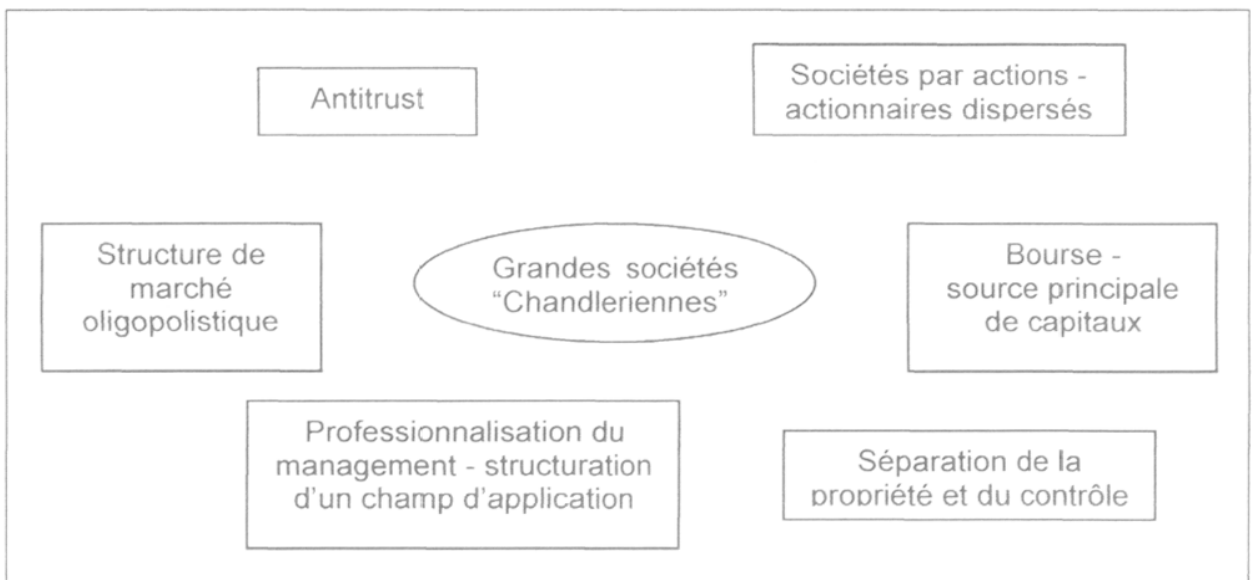 Antitrust
Sociétés par actions -
actionnaires dispersés
Structure de
marché
oligopolistique
Grandes sociétés
“Chandleriennes”
Bourse -
source principale
de capitaux
Professionnalisation du
management - structuration
d'un champ d'application
Séparation de la
propriété et du contrôle